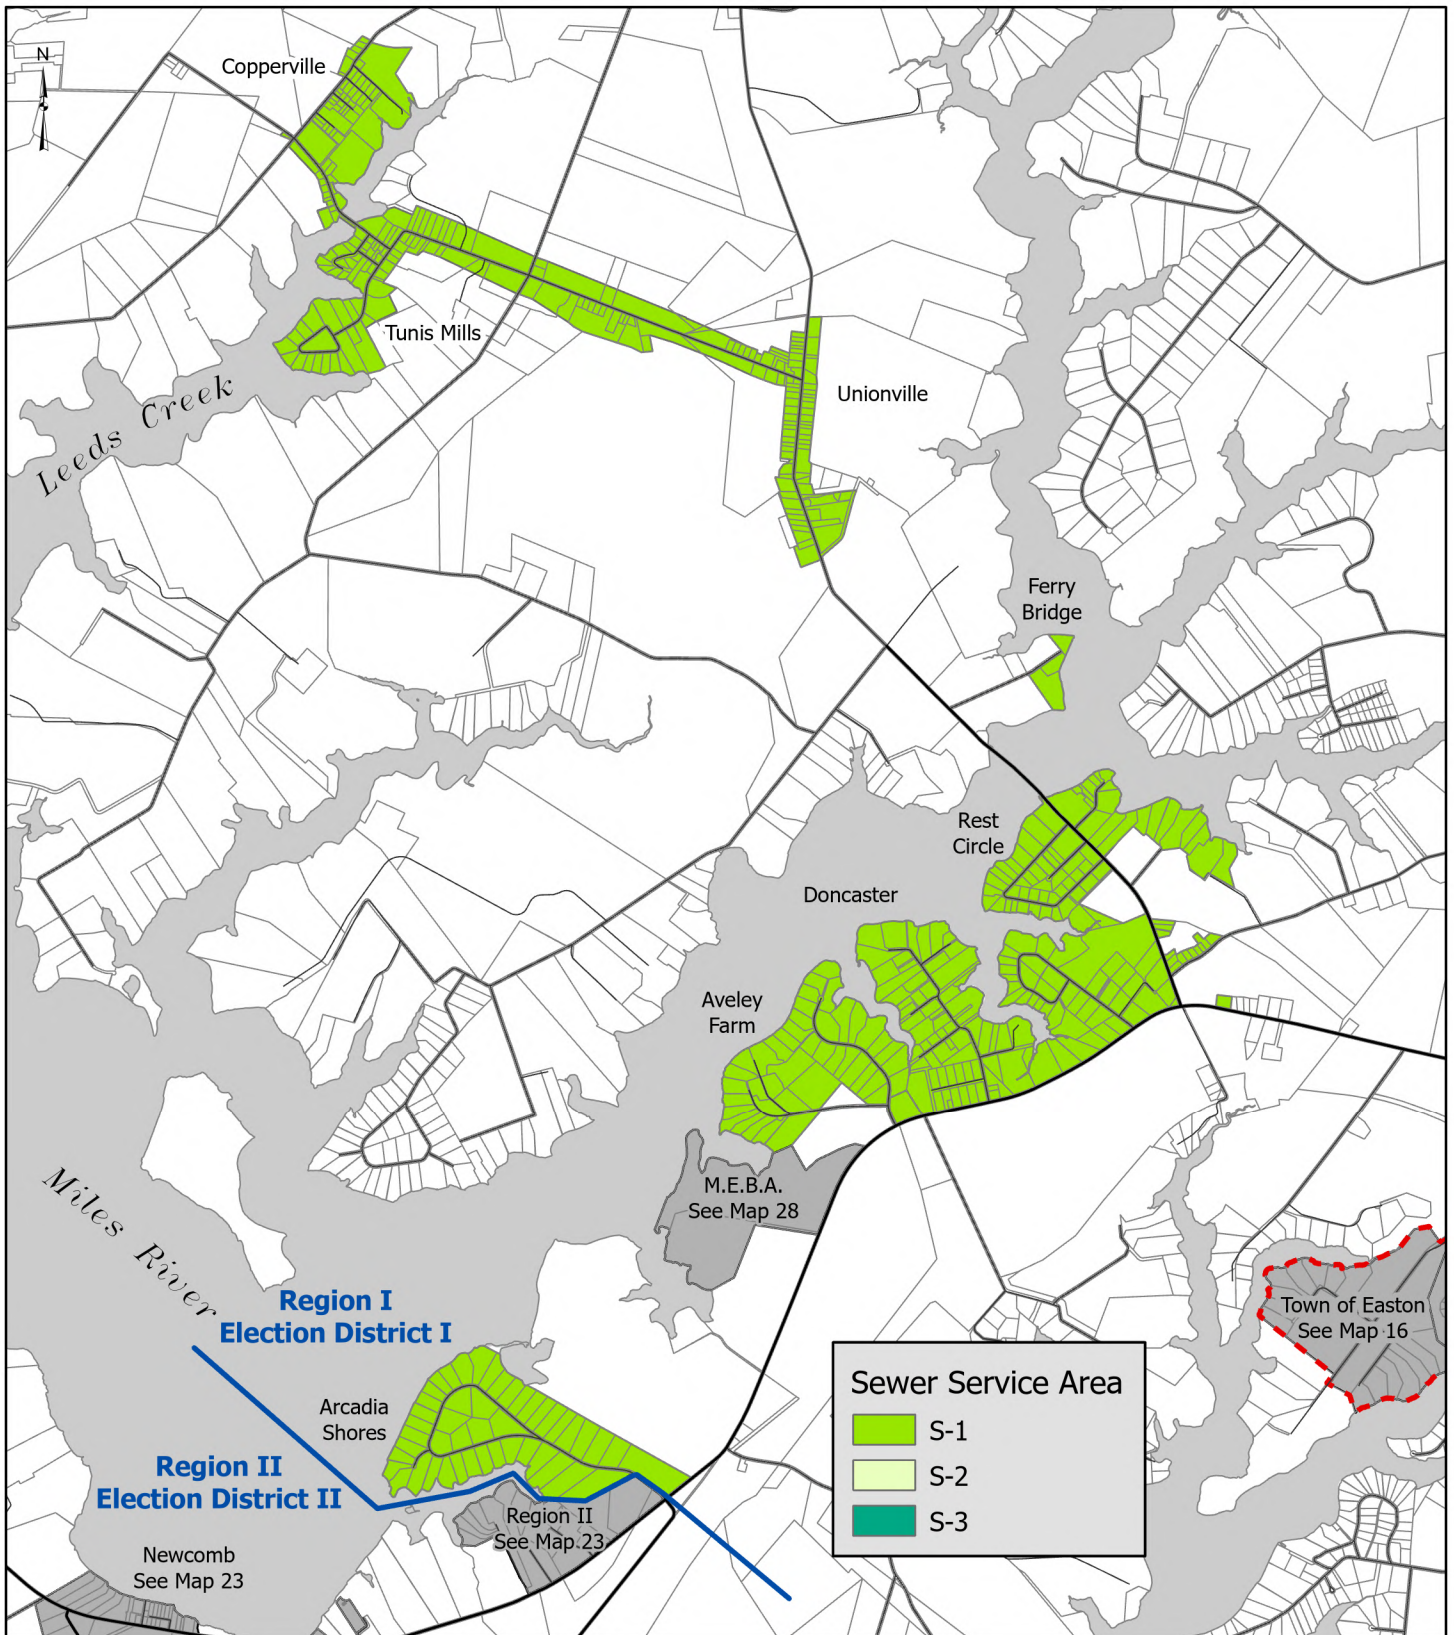 N
Copperville
Tunis Mills
Leeds Creek
Unionville
Ferry
Bridge
Rest
Circle
Doncaster
Aveley
Farm
M.E.B.A.
See Map 28
Miles River
Region I
Election District I
Town of Easton
See Map 16
Arcadia
Shores
Region II
Election District II
Region II
See Map 23
Newcomb
See Map 23
Sewer Service Area
S-1
S-2
S-3